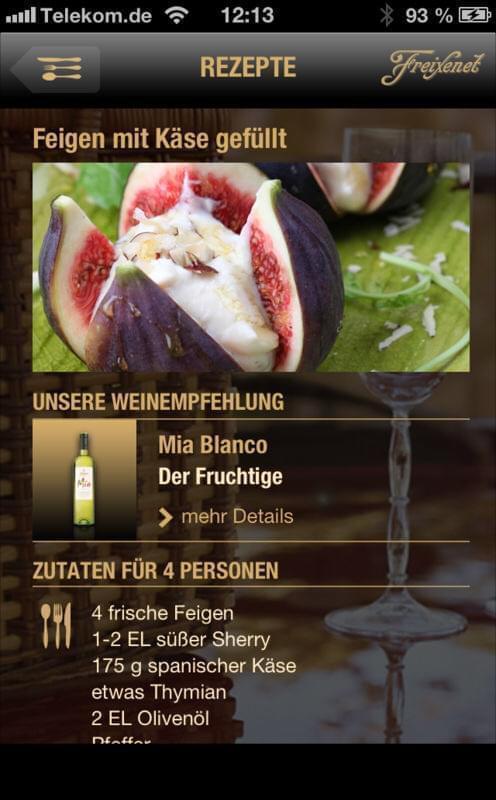 Telekom.de 12:13 93 %
REZEPTE
Freixenet
Feigen mit Käse gefüllt
UNSERE WEINEMPFEHLUNG
Mia
Mia Blanco
Der Fruchtige
mehr Details
ZUTATEN FÜR 4 PERSONEN
4 frische Feigen
1-2 EL süßer Sherry
175 g spanischer Käse
etwas Thymian
2 EL Olivenöl
Pfeffer